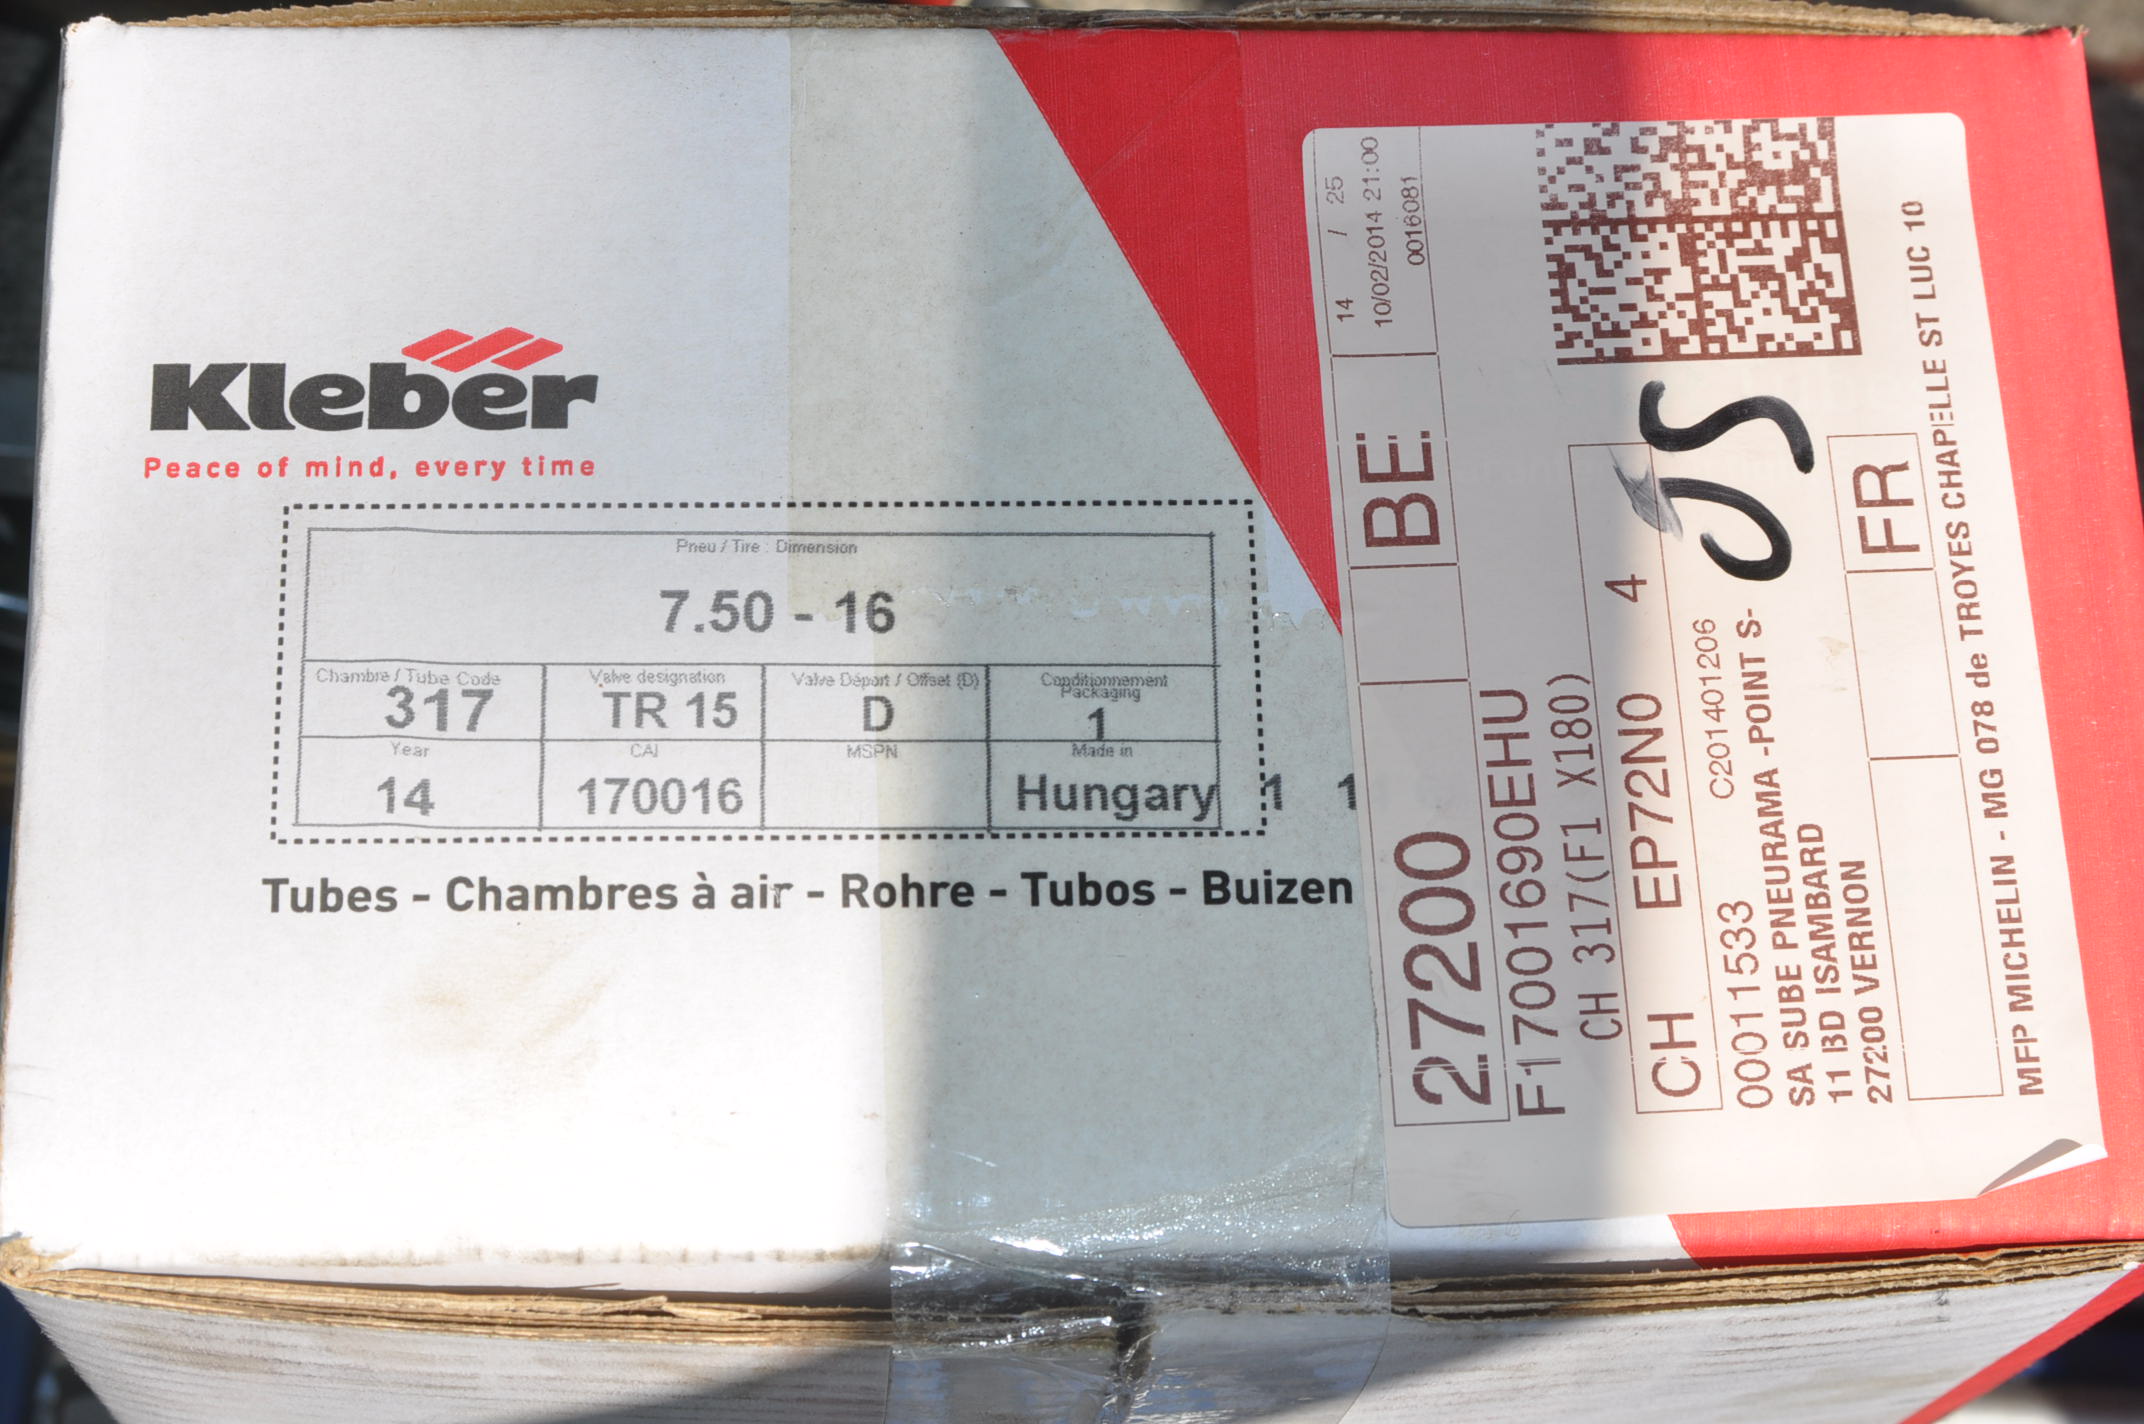 Kleber
Peace of mind, every time
Pneu / Tire : Dimension
7.50 - 16
Chambre / Tube Code
317
Valve designation
TR 15
Valve Départ / Offset (D)
D
Conditionnement
Packaging
1
Year
14
CAI
170016
MSPN
Made in
Hungary
1 1
Tubes - Chambres à air - Rohre - Tubos - Buizen
14 / 25
10/02/2014 21:00
0016081
BE
27200
F17001690EHU
CH 317(F1 X180)
CH EP72N0 4
00011533 C201401206
SA SUBE PNEURAMA -POINT S-
11 BD ISAMBARD
27200 VERNON
FR
MFP MICHELIN - MG 078 de TROYES CHAPELLE ST LUC 10